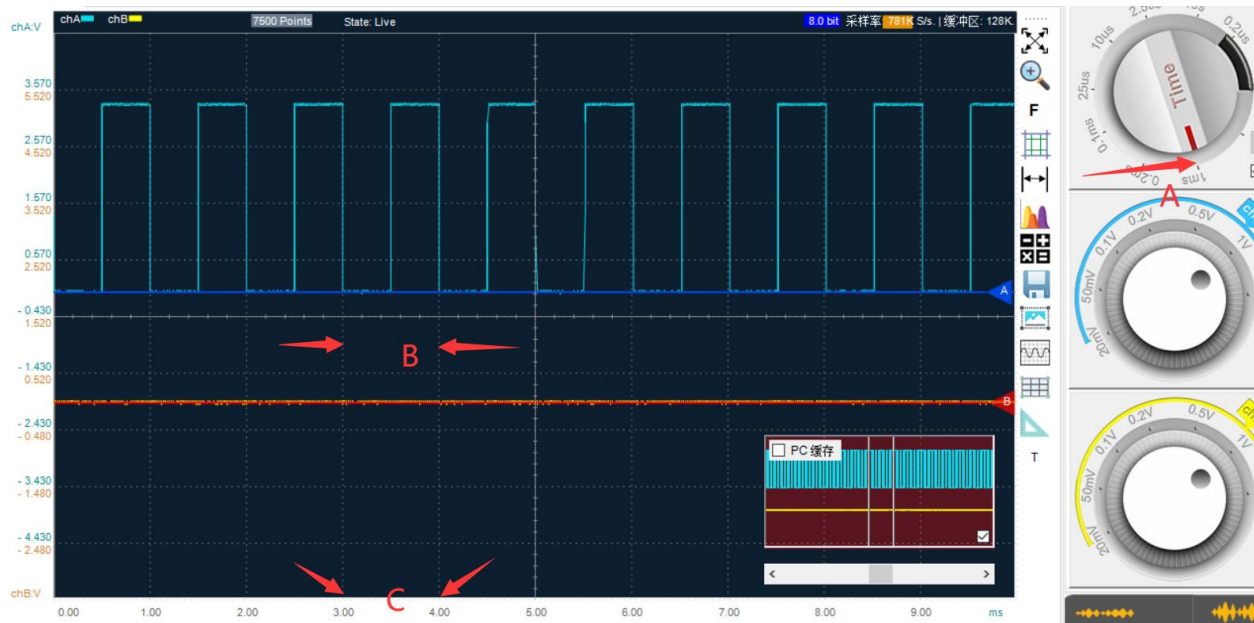 chA chB 7500 Points State: Live 8.0 bit 采样率: 781K S/s. | 缓冲区: 128K.
chA:V
3.570
5.520
2.570
4.520
1.570
3.520
0.570
2.520
A
- 0.430
1.520
B
- 1.430
0.520
B
- 2.430
- 0.480
PC 缓存
- 3.430
- 1.480
- 4.430
- 2.480
C
chB:V
0.00 1.00 2.00 3.00 4.00 5.00 6.00 7.00 8.00 9.00 ms
F
T
0.2us
10us
25us
Time
0.1ms
0.2ms
1ms
A
20mV
50mV
0.1V
0.2V
0.5V
1V
20mV
50mV
0.1V
0.2V
0.5V
1V